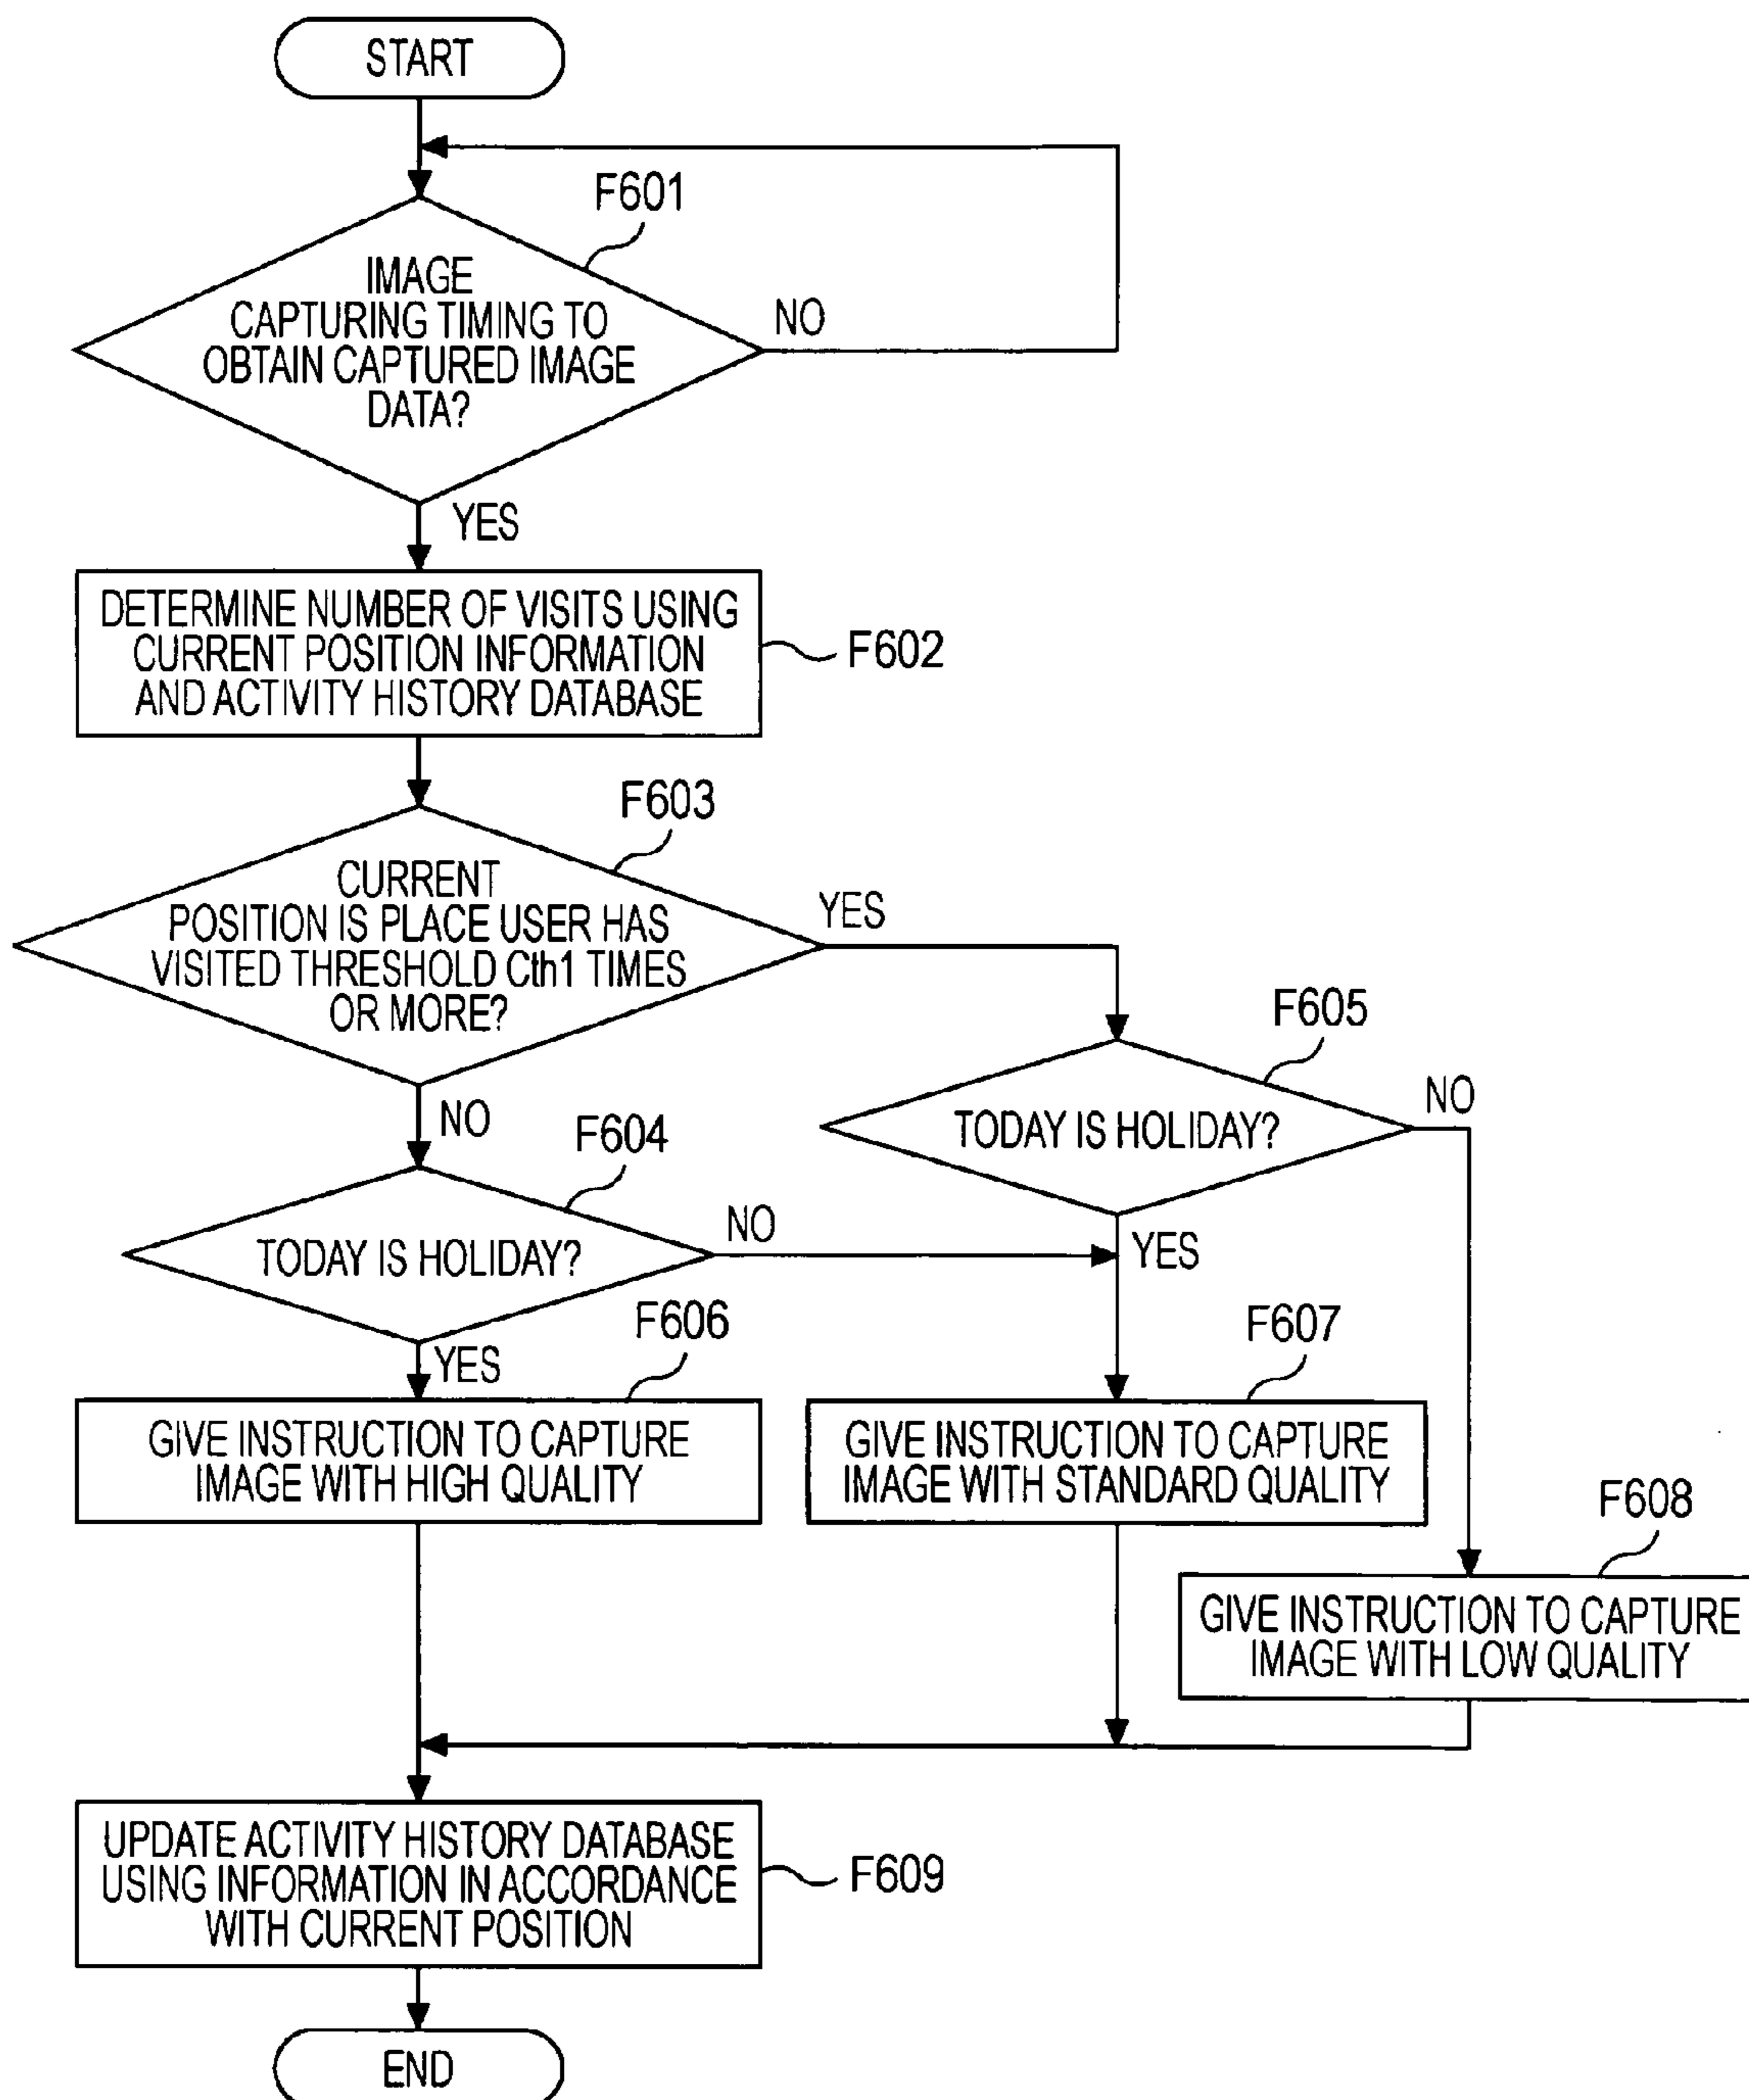 START
F601
IMAGE
CAPTURING TIMING TO
OBTAIN CAPTURED IMAGE
DATA?
NO
YES
DETERMINE NUMBER OF VISITS USING
CURRENT POSITION INFORMATION
AND ACTIVITY HISTORY DATABASE
F602
F603
CURRENT
POSITION IS PLACE USER HAS
VISITED THRESHOLD Cth1 TIMES
OR MORE?
YES
NO
F605
TODAY IS HOLIDAY?
NO
YES
F604
TODAY IS HOLIDAY?
NO
YES
F606
GIVE INSTRUCTION TO CAPTURE
IMAGE WITH HIGH QUALITY
F607
GIVE INSTRUCTION TO CAPTURE
IMAGE WITH STANDARD QUALITY
F608
GIVE INSTRUCTION TO CAPTURE
IMAGE WITH LOW QUALITY
UPDATE ACTIVITY HISTORY DATABASE
USING INFORMATION IN ACCORDANCE
WITH CURRENT POSITION
F609
END